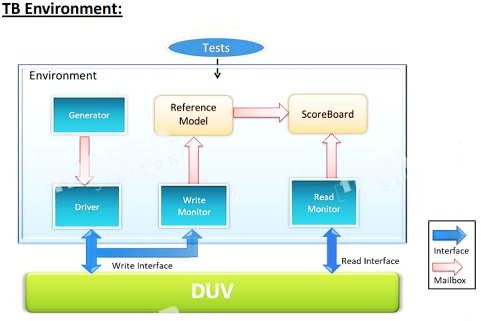 TB Environment:
Tests
Environment
Generator
Reference
Model
ScoreBoard
Driver
Write
Monitor
Read
Monitor
Write Interface
Read Interface
DUV
Interface
Mailbox